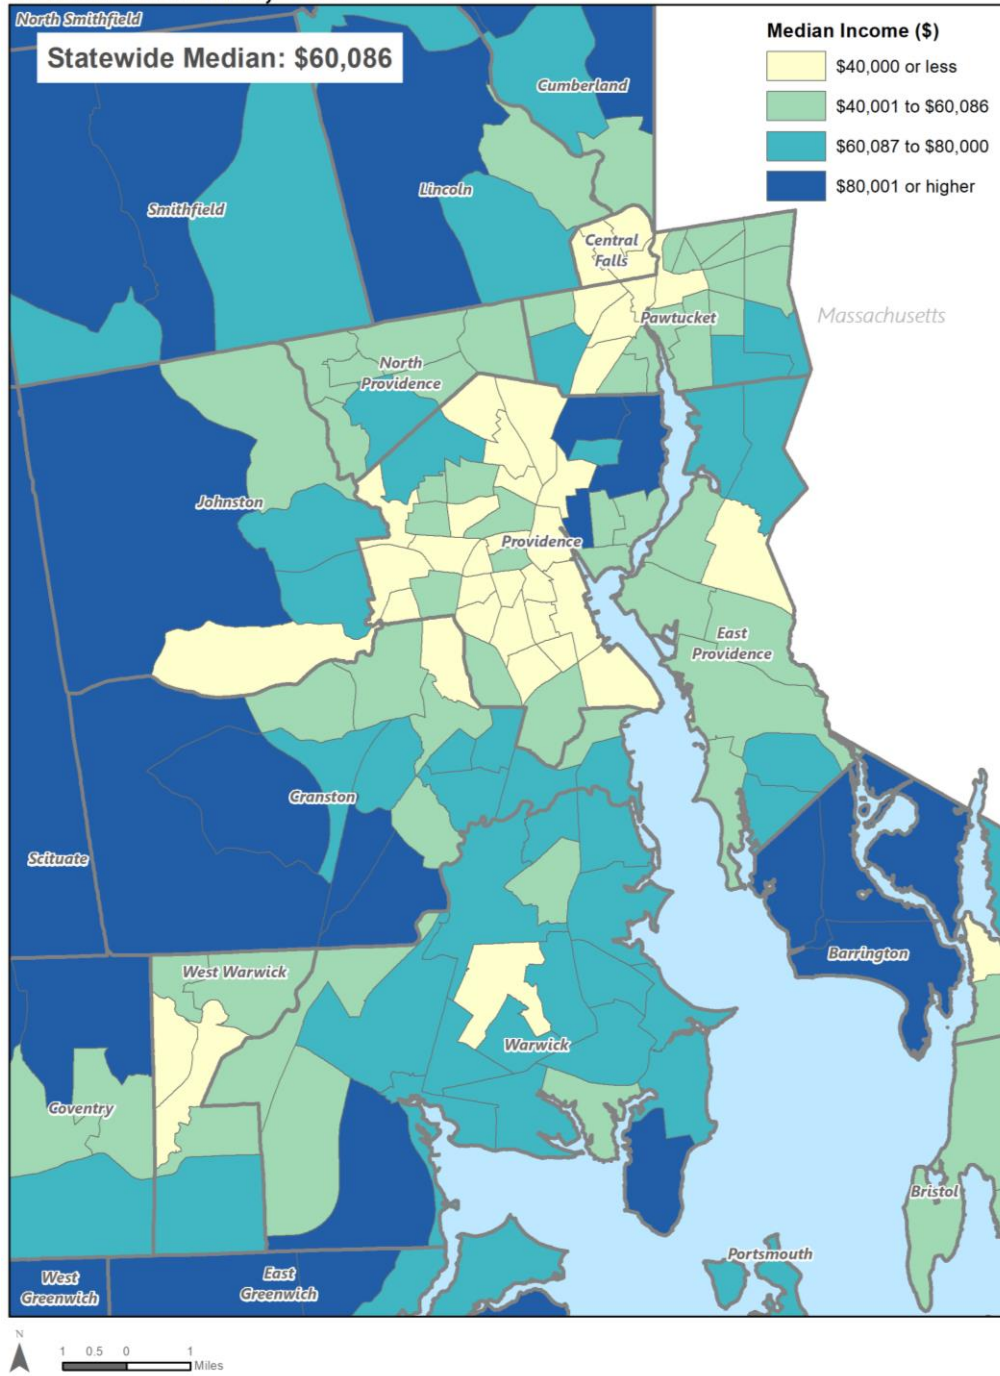 North Smithfield
Statewide Median: $60,086
Median Income ($)
$40,000 or less
$40,001 to $60,086
$60,087 to $80,000
$80,001 or higher
Cumberland
Lincoln
Smithfield
Central
Falls
Massachusetts
Pawtucket
North
Providence
Johnston
Providence
East
Providence
Cranston
Scituate
Barrington
West Warwick
Warwick
Coventry
Bristol
Portsmouth
West
Greenwich
East
Greenwich
N
1 0.5 0 1
Miles